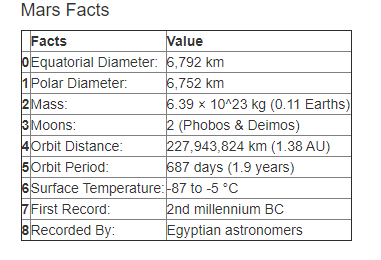 Mars Facts
Facts Value
0 Equatorial Diameter: 6,792 km
1 Polar Diameter: 6,752 km
2 Mass: 6.39 × 10^23 kg (0.11 Earths)
3 Moons: 2 (Phobos & Deimos)
4 Orbit Distance: 227,943,824 km (1.38 AU)
5 Orbit Period: 687 days (1.9 years)
6 Surface Temperature: -87 to -5 °C
7 First Record: 2nd millennium BC
8 Recorded By: Egyptian astronomers